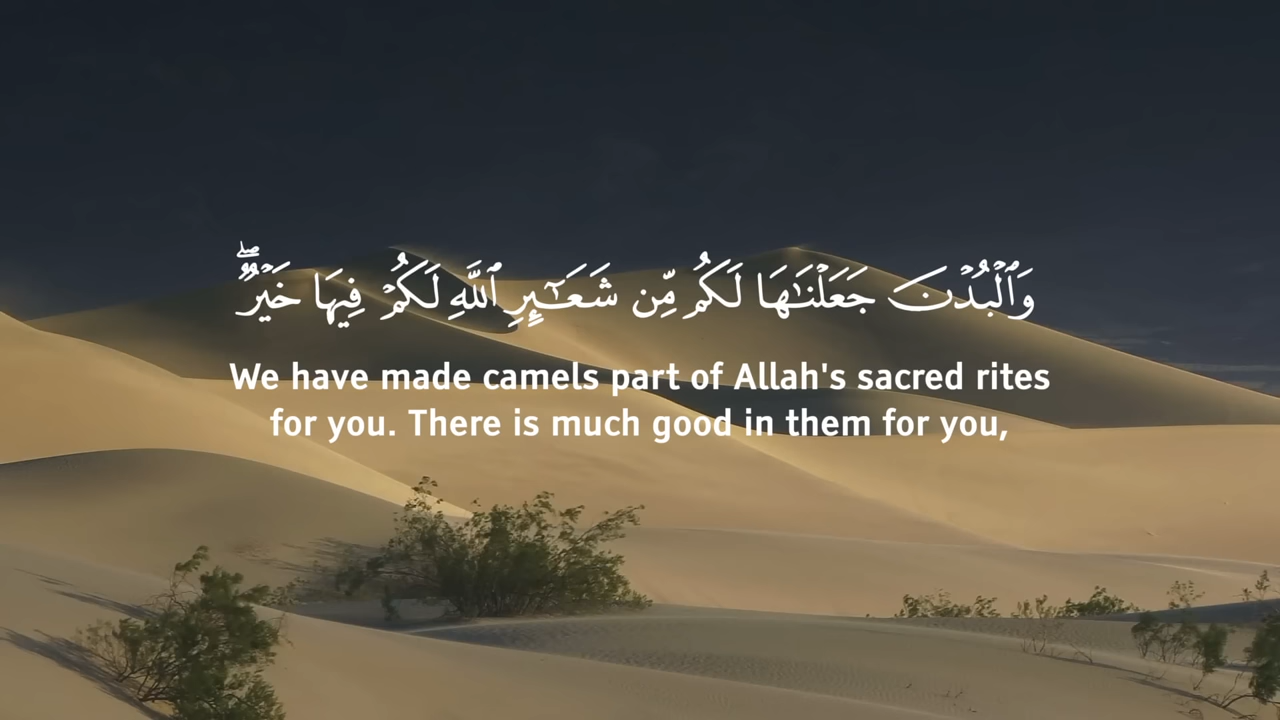 وَٱلْبُدْنَ جَعَلْنَـٰهَا لَكُم مِّن شَعَـٰٓئِرِ ٱللَّهِ لَكُمْ فِيهَا خَيْرٌۖ
We have made camels part of Allah's sacred rites
for you. There is much good in them for you,